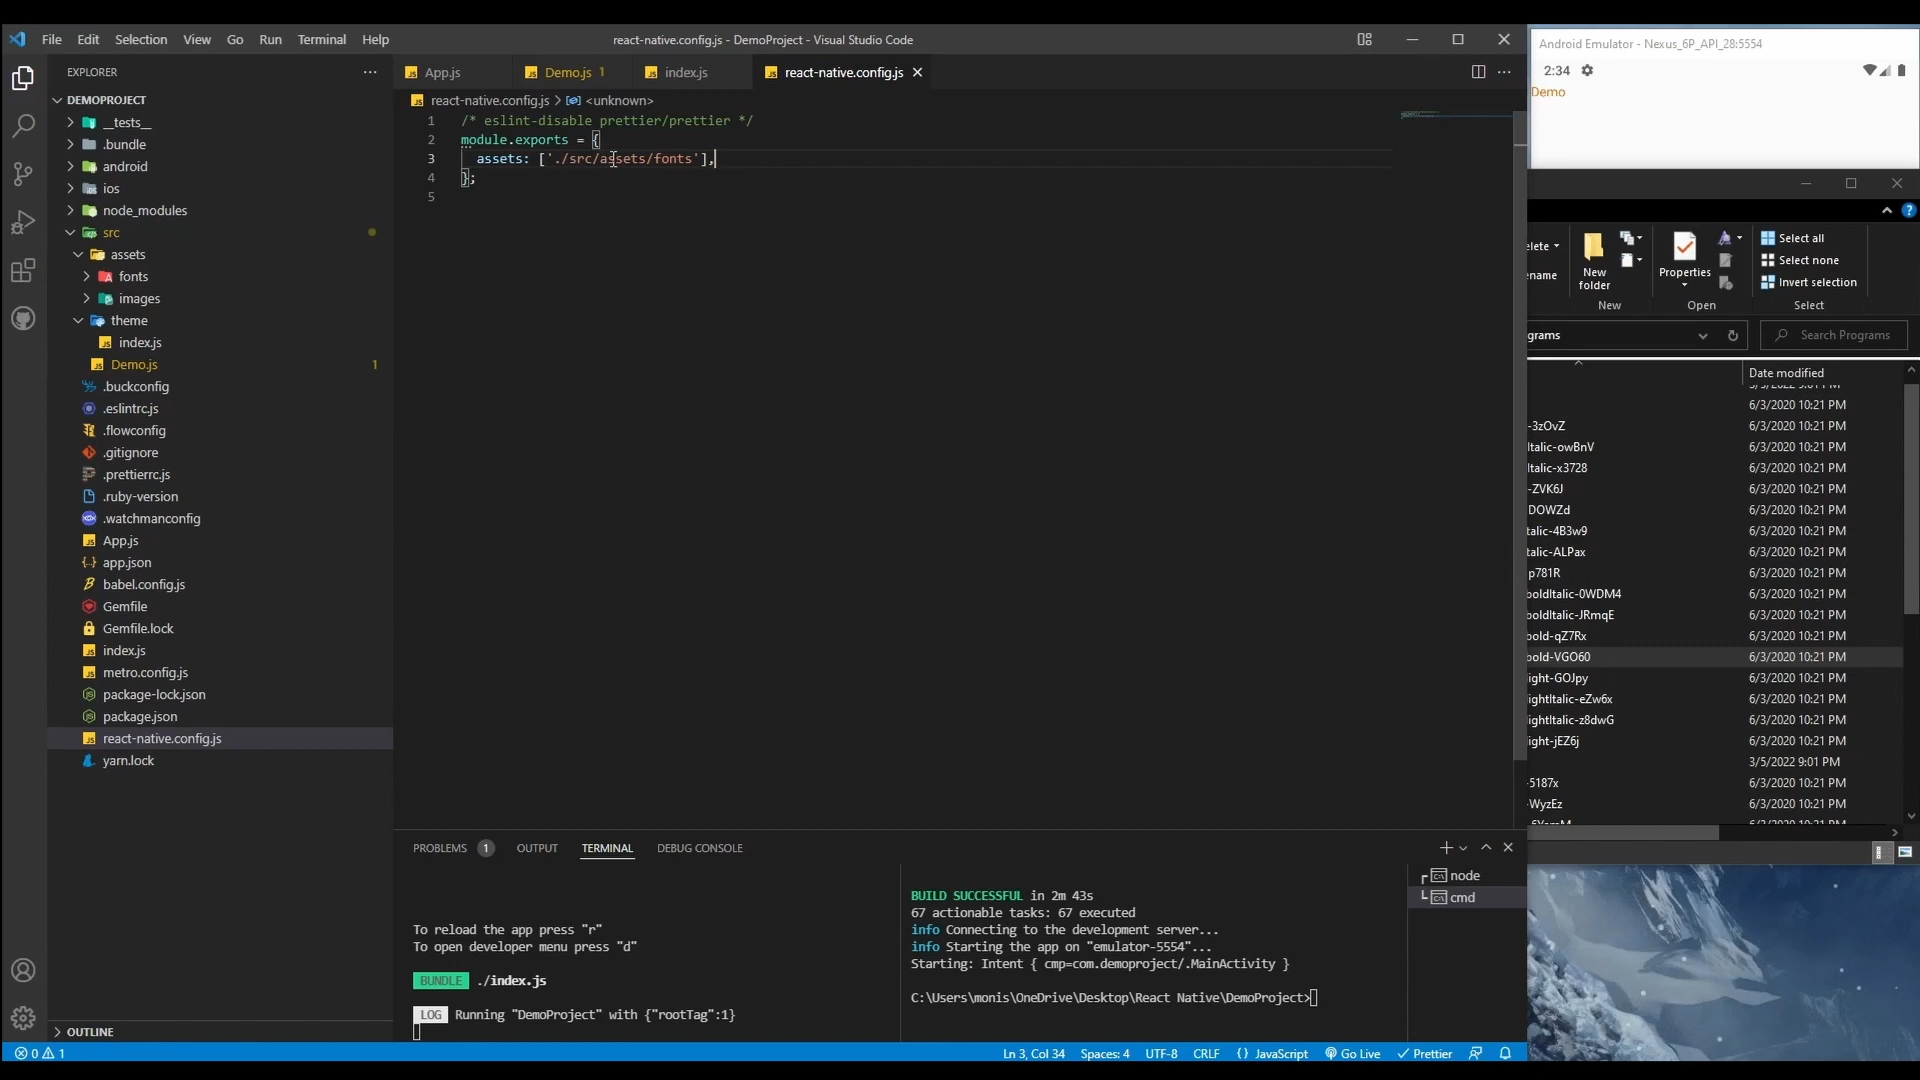 File Edit Selection View Go Run Terminal Help
react-native.config.js - DemoProject - Visual Studio Code
EXPLORER
DEMOPROJECT
__tests__
.bundle
android
ios
node_modules
src
assets
fonts
images
theme
index.js
Demo.js 1
.buckconfig
.eslintrc.js
.flowconfig
.gitignore
.prettierrc.js
.ruby-version
.watchmanconfig
App.js
app.json
babel.config.js
Gemfile
Gemfile.lock
index.js
metro.config.js
package-lock.json
package.json
react-native.config.js
yarn.lock
OUTLINE
App.js Demo.js 1 index.js react-native.config.js
react-native.config.js > <unknown>
1 /* eslint-disable prettier/prettier */
2 module.exports = {
3 assets: ['./src/assets/fonts'],
4 };
5
PROBLEMS 1 OUTPUT TERMINAL DEBUG CONSOLE
To reload the app press "r"
To open developer menu press "d"
BUNDLE ./index.js
LOG Running "DemoProject" with {"rootTag":1}
BUILD SUCCESSFUL in 2m 43s
67 actionable tasks: 67 executed
info Connecting to the development server...
info Starting the app on "emulator-5554"...
Starting: Intent { cmp=com.demoproject/.MainActivity }
C:\Users\monis\OneDrive\Desktop\React Native\DemoProject>
node
cmd
0 1
Ln 3, Col 34 Spaces: 4 UTF-8 CRLF {} JavaScript Go Live Prettier
Android Emulator - Nexus_6P_API_28:5554
2:34
Demo
elete
ename
New folder
New
Properties
Open
Select all
Select none
Invert selection
Select
grams
Search Programs
Date modified
6/3/2020 10:21 PM
-3zOvZ 6/3/2020 10:21 PM
Italic-owBnV 6/3/2020 10:21 PM
Italic-x3728 6/3/2020 10:21 PM
-ZVK6J 6/3/2020 10:21 PM
DOWZd 6/3/2020 10:21 PM
talic-4B3w9 6/3/2020 10:21 PM
talic-ALPax 6/3/2020 10:21 PM
p781R 6/3/2020 10:21 PM
boldItalic-0WDM4 6/3/2020 10:21 PM
boldItalic-JRmqE 6/3/2020 10:21 PM
bold-qZ7Rx 6/3/2020 10:21 PM
bold-VGO60 6/3/2020 10:21 PM
ight-GOJpy 6/3/2020 10:21 PM
ightItalic-eZw6x 6/3/2020 10:21 PM
ightItalic-z8dwG 6/3/2020 10:21 PM
ight-jEZ6j 6/3/2020 10:21 PM
3/5/2022 9:01 PM
-5187x 6/3/2020 10:21 PM
-WyzEz 6/3/2020 10:21 PM